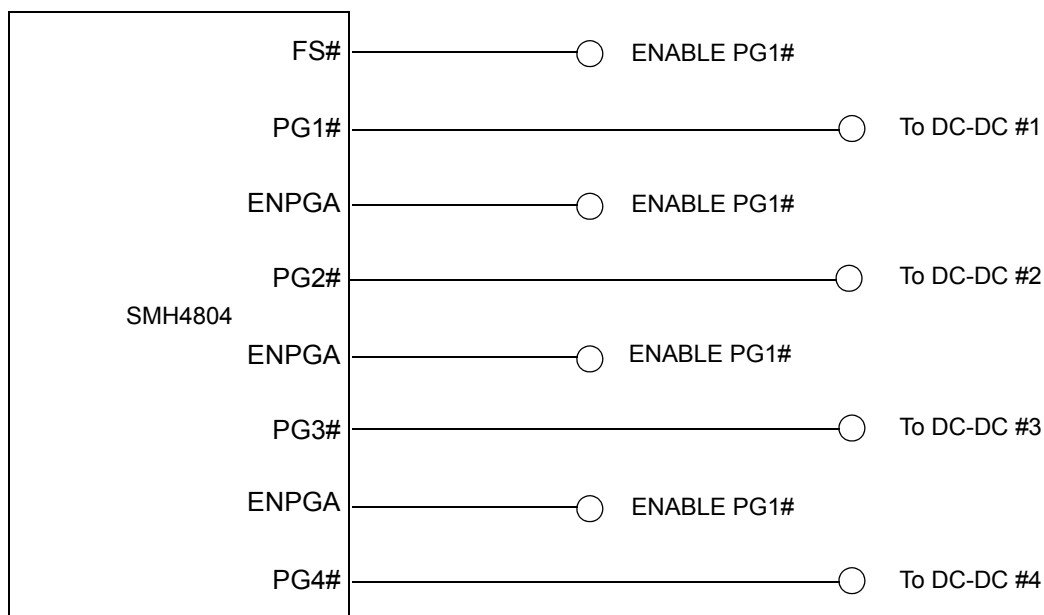 FS# ENABLE PG1#
PG1# To DC-DC #1
ENPGA ENABLE PG1#
PG2# To DC-DC #2
SMH4804
ENPGA ENABLE PG1#
PG3# To DC-DC #3
ENPGA ENABLE PG1#
PG4# To DC-DC #4